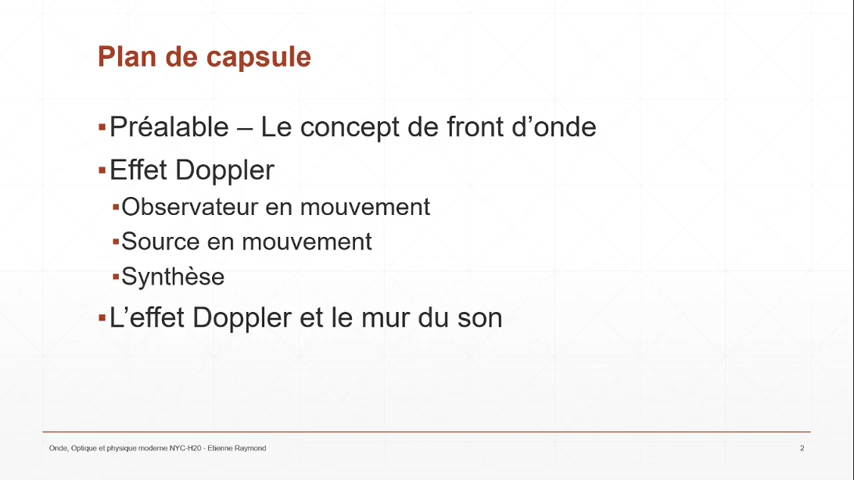 Plan de capsule
▪Préalable – Le concept de front d’onde
▪Effet Doppler
▪Observateur en mouvement
▪Source en mouvement
▪Synthèse
▪L’effet Doppler et le mur du son
Onde, Optique et physique moderne NYC-H20 - Etienne Raymond
2